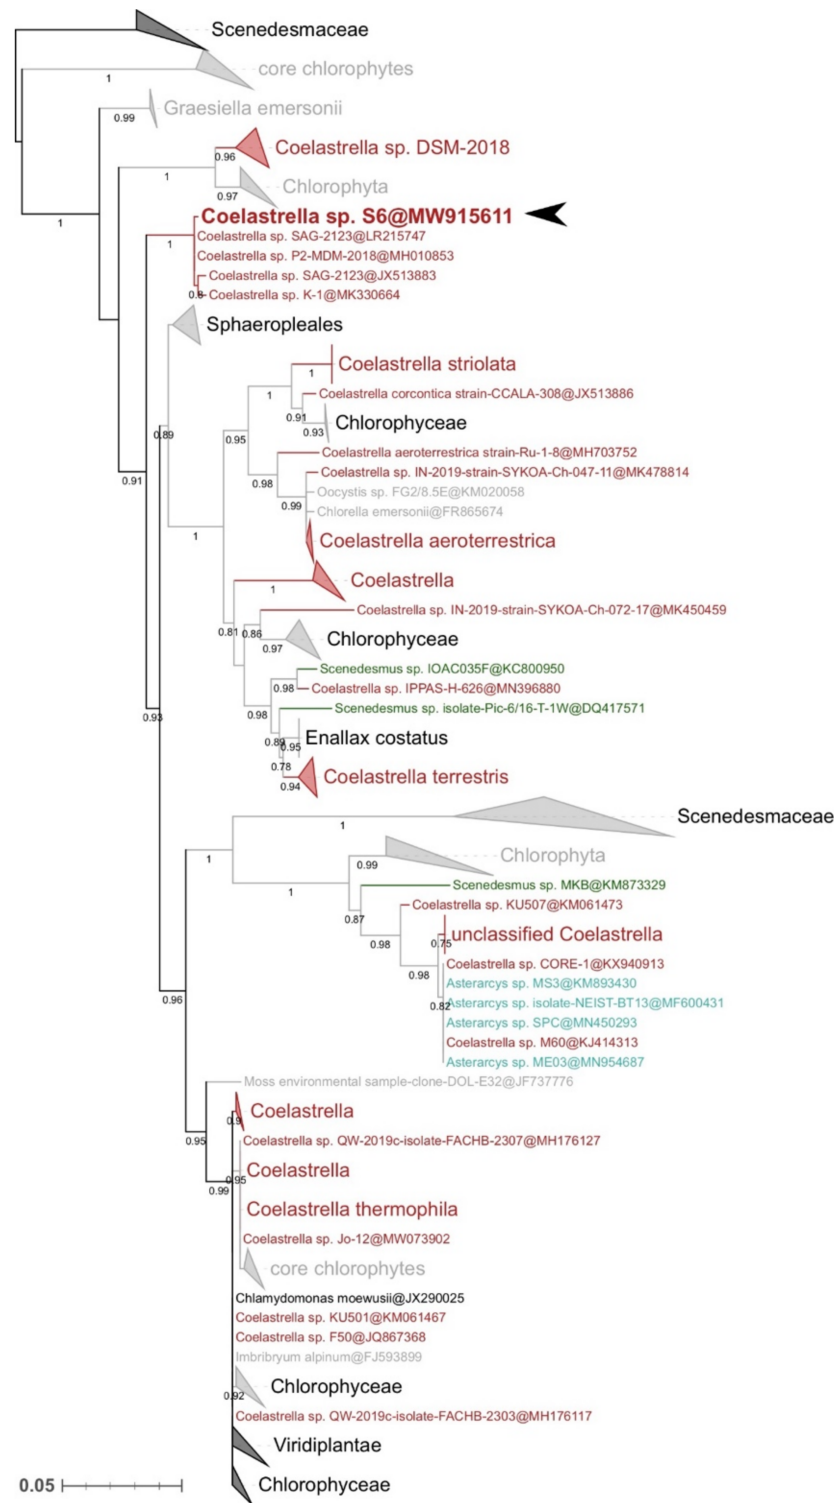 Scenedesmaceae
core chlorophytes
1
Graesiella emersonii
0.99
Coelastrella sp. DSM-2018
0.96
1
Chlorophyta
0.97
Coelastrella sp. S6@MW915611
1
Coelastrella sp. SAG-2123@LR215747
1
Coelastrella sp. P2-MDM-2018@MH010853
Coelastrella sp. SAG-2123@JX513883
Coelastrella sp. K-1@MK330664
Sphaeropleales
Coelastrella striolata
1
Coelastrella corcontica strain-CCALA-308@JX513886
1
0.91
Chlorophyceae
0.93
0.89
0.95
Coelastrella aeroterrestrica strain-Ru-1-8@MH703752
Coelastrella sp. IN-2019-strain-SYKOA-Ch-047-11@MK478814
0.91
0.98
Oocystis sp. FG2/8.5E@KM020058
0.99
Chlorella emersonii@FR865674
1
Coelastrella aeroterrestrica
Coelastrella
1
Coelastrella sp. IN-2019-strain-SYKOA-Ch-072-17@MK450459
0.81
0.86
Chlorophyceae
0.97
Scenedesmus sp. IOAC035F@KC800950
Coelastrella sp. IPPAS-H-626@MN396880
0.98
Scenedesmus sp. isolate-Pic-6/16-T-1W@DQ417571
0.98
0.93
Enallax costatus
0.89
0.95
0.78
Coelastrella terrestris
0.94
Scenedesmaceae
1
Chlorophyta
1
0.99
Scenedesmus sp. MKB@KM873329
1
Coelastrella sp. KU507@KM061473
0.87
unclassified Coelastrella
0.98
0.75
Coelastrella sp. CORE-1@KX940913
0.98
Asterarcys sp. MS3@KM893430
0.96
Asterarcys sp. isolate-NEIST-BT13@MF600431
0.82
Asterarcys sp. SPC@MN450293
Coelastrella sp. M60@KJ414313
Asterarcys sp. ME03@MN954687
Moss environmental sample-clone-DOL-E32@JF737776
Coelastrella
0.95
Coelastrella sp. QW-2019c-isolate-FACHB-2307@MH176127
Coelastrella
0.95
0.99
Coelastrella thermophila
Coelastrella sp. Jo-12@MW073902
core chlorophytes
Chlamydomonas moewusii@JX290025
Coelastrella sp. KU501@KM061467
Coelastrella sp. F50@JQ867368
Imbribryum alpinum@FJ593899
Chlorophyceae
0.92
Coelastrella sp. QW-2019c-isolate-FACHB-2303@MH176117
Viridiplantae
0.05
Chlorophyceae